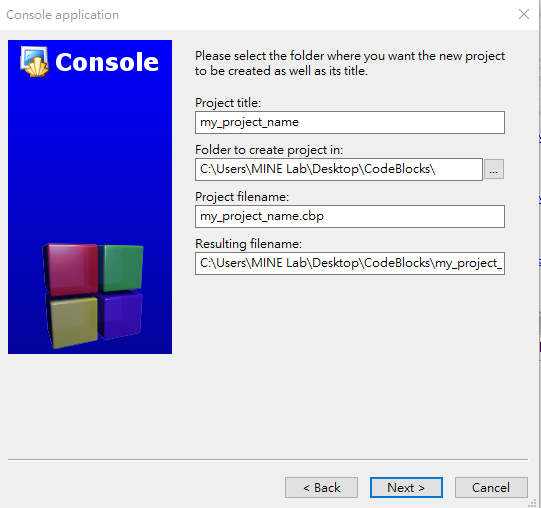 Console application
Console
Please select the folder where you want the new project
to be created as well as its title.
Project title:
my_project_name
Folder to create project in:
C:\Users\MINE Lab\Desktop\CodeBlocks\
...
Project filename:
my_project_name.cbp
Resulting filename:
C:\Users\MINE Lab\Desktop\CodeBlocks\my_project_
< Back
Next >
Cancel